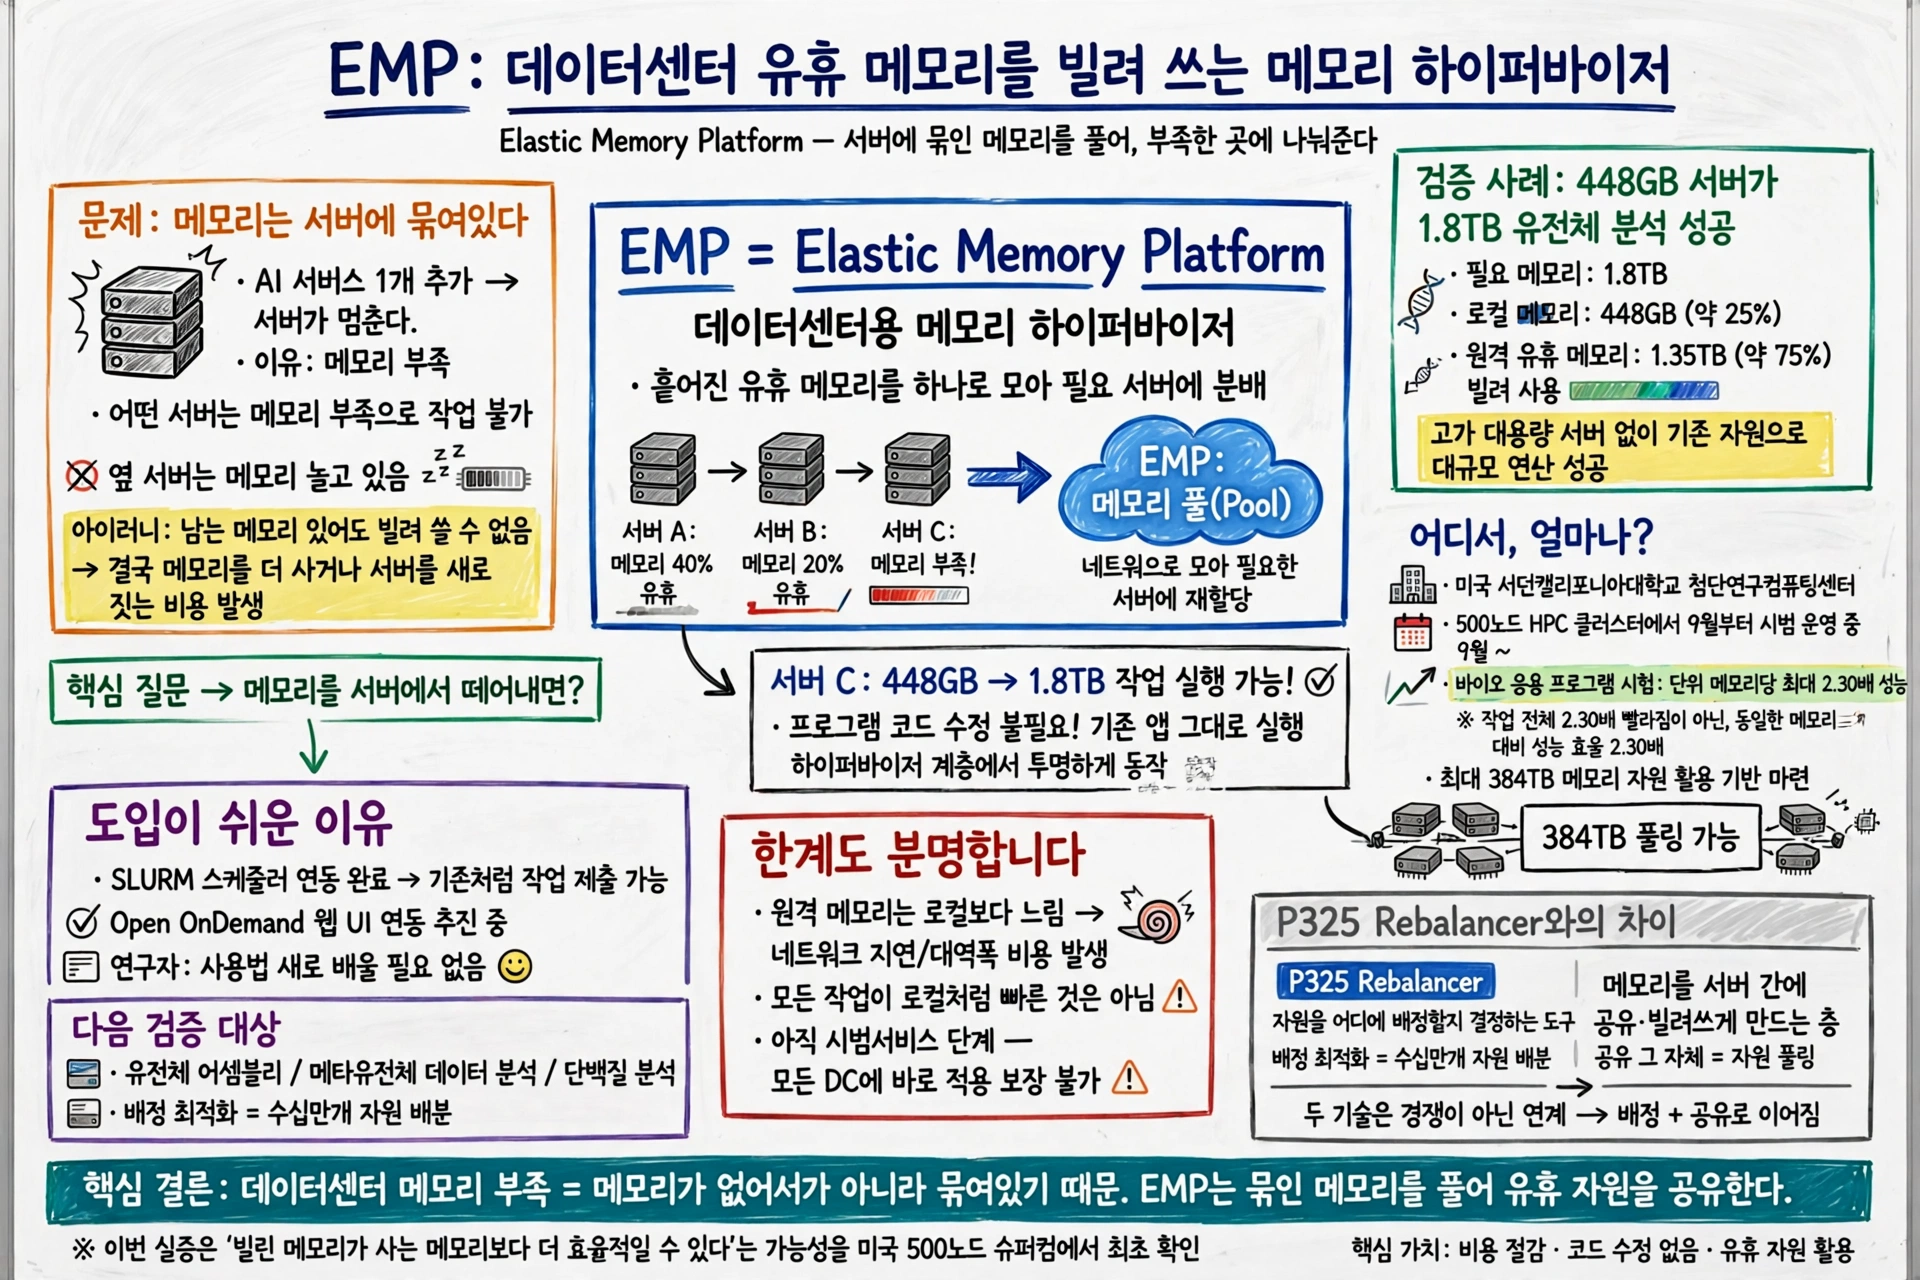 EMP: 데이터센터 유휴 메모리를 빌려 쓰는 메모리 하이퍼바이저
Elastic Memory Platform – 서버에 묶인 메모리를 풀어, 부족한 곳에 나눠준다
문제: 메모리는 서버에 묶여있다
· AI 서버스 1개 추가 →
서버가 멈춘다.
· 이유: 메모리 부족
· 어떤 서버는 메모리 부족으로 작업 불가
옆 서버는 메모리 놀고 있음 z z z z
아이러니: 남는 메모리 있어도 빌려 쓸 수 없음
→ 결국 메모리를 더 사거나 서버를 새로
짓는 비용 발생
핵심 질문 → 메모리를 서버에서 떼어내면?
도입이 쉬운 이유
· SLURM 스케줄러 연동 완료 → 기존처럼 작업 제출 가능
Open OnDemand 웹 UI 연동 추진 중
연구자: 사용법 새로 배울 필요 없음
다음 검증 대상
· 유전체 어셈블리 / 메타유전체 데이터 분석 / 단백질 분석
· 배정 최적화 = 수십만개 자원 배분
EMP = Elastic Memory Platform
데이터센터용 메모리 하이퍼바이저
· 흩어진 유휴 메모리를 하나로 모아 필요 서버에 분배
서버 A:
메모리 40%
유휴
서버 B:
메모리 20%
유휴
서버 C:
메모리 부족!
EMP:
메모리 풀(Pool)
네트워으로 모아 필요한
서버에 재할당
서버 C: 448GB → 1.8TB 작업 실행 가능!
· 프로그램 코드 수정 불필요! 기존 앱 그대로 실행
하이퍼바이저 계층에서 투명하게 동작
한계도 분명합니다
· 원격 메모리는 로컬보다 느림 →
네트워크 지연/대역폭 비용 발생
· 모든 작업이 로컬처럼 빠른 것은 아님
· 아직 시범서비스 단계 —
모든 DC에 바로 적용 보장 불가
검증 사례: 448GB 서버가
1.8TB 유전체 분석 성공
· 필요 메모리: 1.8TB
· 로컬 메모리: 448GB (약 25%)
· 원격 유휴 메모리: 1.35TB (약 75%)
빌려 사용
고가 대용량 서버 없이 기존 자원으로
대규모 연산 성공
어디서, 얼마나?
· 미국 서던캘리포니아대학교 첨단연구컴퓨팅센터
· 500노드 HPC 클러스터에서 9월부터 시범 운영 중
9월 ~
· 바이오 응용 프로그램 시험: 단위 메모리당 최대 2.30배 성능
※ 작업 전체 2.30배 빨라짐이 아닌, 동일한 메모리
대비 성능 효율 2.30배
· 최대 384TB 메모리 자원 활용 기반 마련
384TB 풀링 가능
P325 Rebalancer와의 차이
P325 Rebalancer
자원을 어디에 배정할지 결정하는 도구
배정 최적화 = 수십만개 자원 배분
메모리를 서버 간에
공유·빌려쓰게 만드는 층
공유 그 자체 = 자원 풀링
두 기술은 경쟁이 아닌 연계 → 배정 + 공유로 이어짐
핵심 결론: 데이터센터 메모리 부족 = 메모리가 없어서가 아니라 묶여있기 때문. EMP는 묶인 메모리를 풀어 유휴 자원을 공유한다.
※ 이번 실증은 '빌린 메모리가 사는 메모리보다 더 효율적일 수 있다'는 가능성을 미국 500노드 슈퍼컴에서 최초 확인
핵심 가치: 비용 절감 · 코드 수정 없음 · 유휴 자원 활용